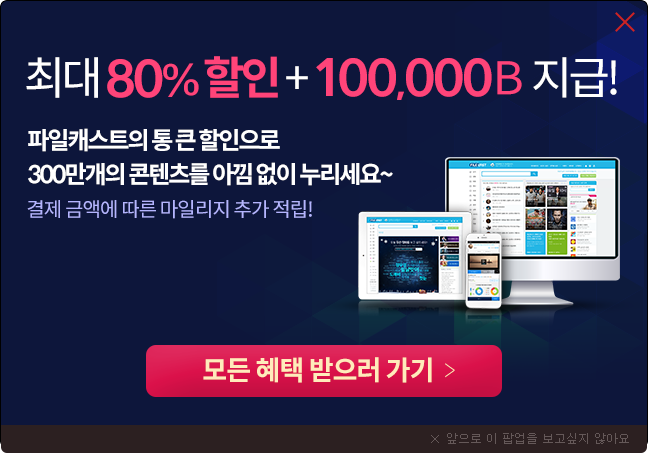 최대 80% 할인 + 100,000B 지급!
파일캐스트의 통 큰 할인으로
300만개의 콘텐츠를 아낌 없이 누리세요~
결제 금액에 따른 마일리지 추가 적립!
모든 혜택 받으러 가기 >
× 앞으로 이 팝업을 보고싶지 않아요